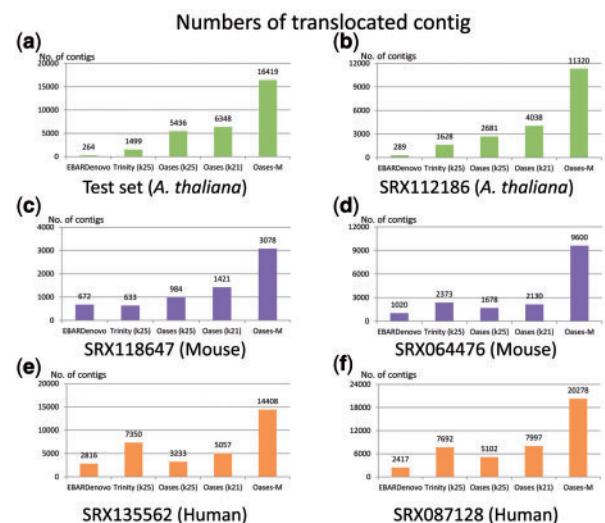 Numbers of translocated contig
(a)
No. of contigs
20000
15000
10000
5000
0
264
1499
5436
6348
16419
EBARDenovo Trinity (k25) Oases (k25) Oases (k21) Oases-M
Test set (A. thaliana)
(b)
No. of contigs
12000
9000
6000
3000
0
289
1628
2681
4038
11320
EBARDenovo Trinity (k25) Oases (k25) Oases (k21) Oases-M
SRX112186 (A. thaliana)
(c)
No. of contigs
4000
3000
2000
1000
0
672
633
984
1421
3078
EBARDenovo Trinity (k25) Oases (k25) Oases (k21) Oases-M
SRX118647 (Mouse)
(d)
No. of contigs
12000
9000
6000
3000
0
1020
2373
1678
2130
9600
EBARDenovo Trinity (k25) Oases (k25) Oases (k21) Oases-M
SRX064476 (Mouse)
(e)
No. of contigs
20000
15000
10000
5000
0
2816
7350
3233
5057
14408
EBARDenovo Trinity (k25) Oases (k25) Oases (k21) Oases-M
SRX135562 (Human)
(f)
No. of contigs
24000
18000
12000
6000
0
2417
7692
5102
7997
20278
EBARDenovo Trinity (k25) Oases (k25) Oases (k21) Oases-M
SRX087128 (Human)